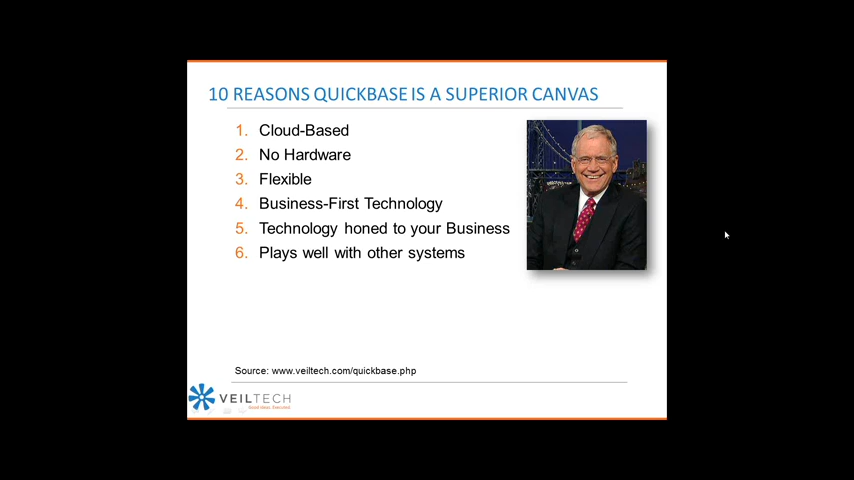 10 REASONS QUICKBASE IS A SUPERIOR CANVAS
1. Cloud-Based
2. No Hardware
3. Flexible
4. Business-First Technology
5. Technology honed to your Business
6. Plays well with other systems
Source: www.veiltech.com/quickbase.php
VEILTECH